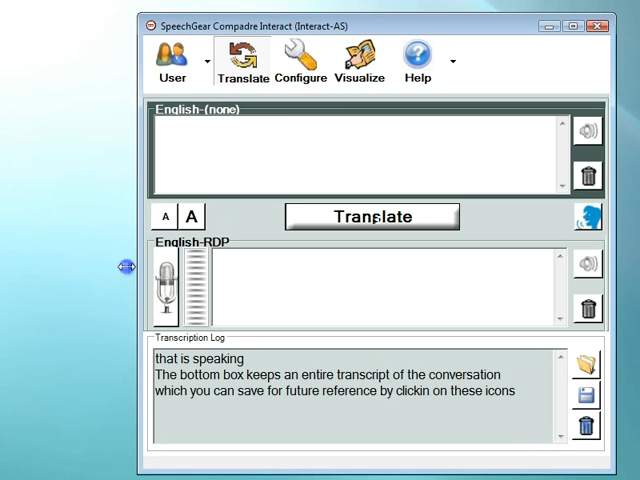 SpeechGear Compadre Interact (Interact-AS)
User
Translate
Configure
Visualize
Help
English-(none)
A A
Translate
English-RDP
Transcription Log
that is speaking
The bottom box keeps an entire transcript of the conversation
which you can save for future reference by clickin on these icons